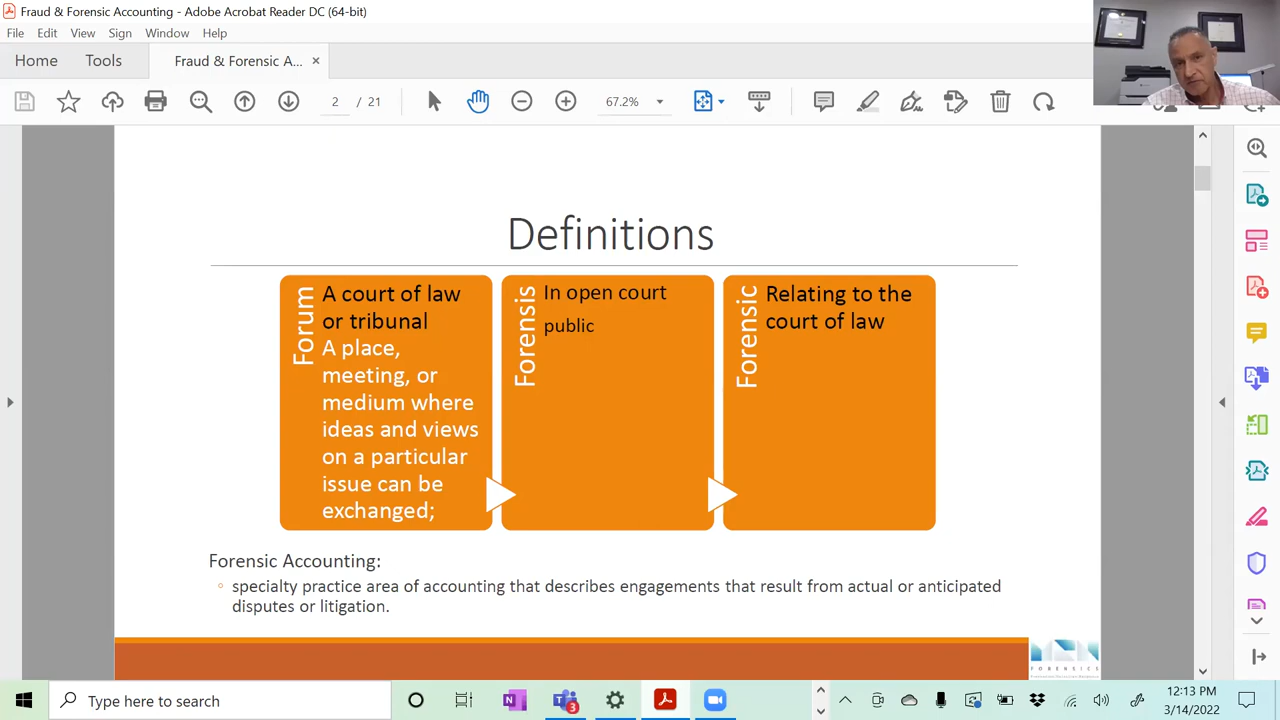 Fraud & Forensic Accounting - Adobe Acrobat Reader DC (64-bit)
File Edit View Sign Window Help
Home Tools Fraud & Forensic A... ×
2 / 21 67.2%
Definitions
Forum
A court of law
or tribunal
A place,
meeting, or
medium where
ideas and views
on a particular
issue can be
exchanged;
Forensis
In open court
public
Forensic
Relating to the
court of law
Forensic Accounting:
specialty practice area of accounting that describes engagements that result from actual or anticipated
disputes or litigation.
FORENSICS
Type here to search
3
12:13 PM
3/14/2022